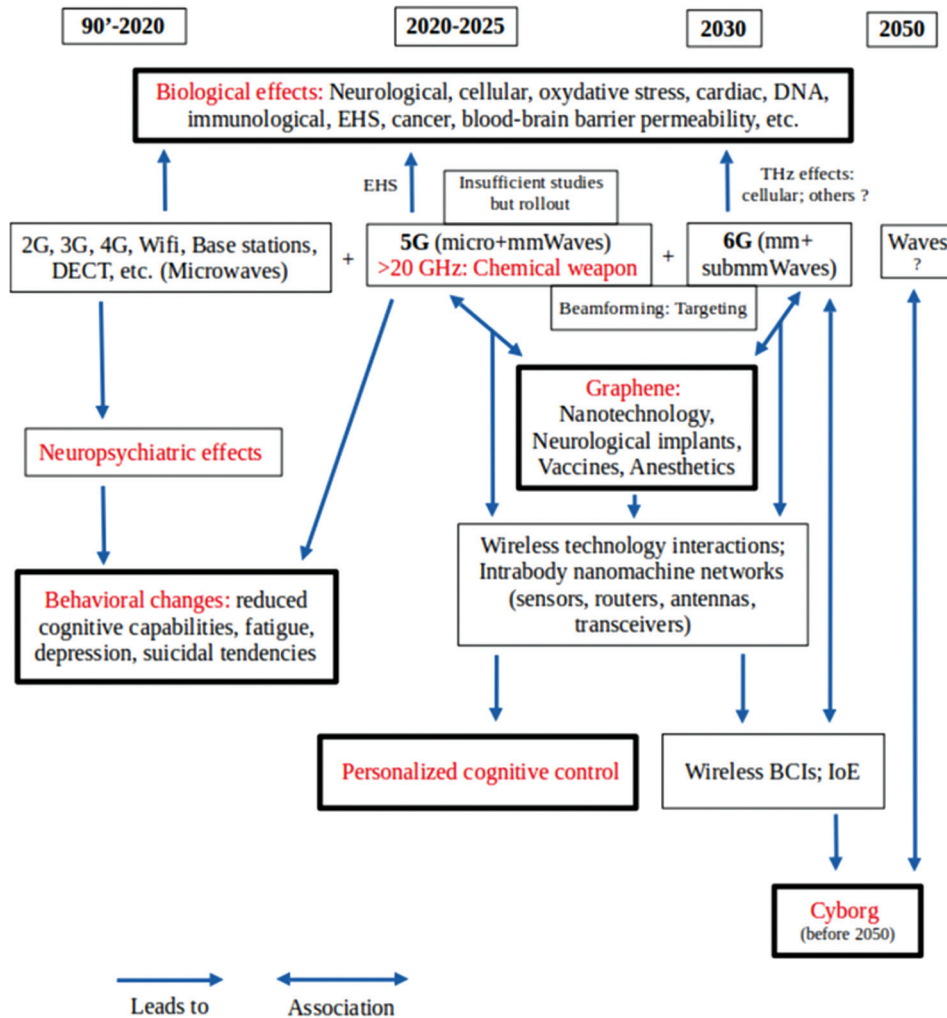 90'-2020
2020-2025
2030
2050
Biological effects: Neurological, cellular, oxydative stress, cardiac, DNA,
immunological, EHS, cancer, blood-brain barrier permeability, etc.
EHS
Insufficient studies
but rollout
THz effects:
cellular; others ?
2G, 3G, 4G, Wifi, Base stations,
DECT, etc. (Microwaves)
+
5G (micro+mmWaves)
>20 GHz: Chemical weapon
+
6G (mm+
submmWaves)
Waves
?
Beamforming: Targeting
Graphene:
Nanotechnology,
Neurological implants,
Vaccines, Anesthetics
Neuropsychiatric effects
Wireless technology interactions;
Intrabody nanomachine networks
(sensors, routers, antennas,
transceivers)
Behavioral changes: reduced
cognitive capabilities, fatigue,
depression, suicidal tendencies
Personalized cognitive control
Wireless BCIs; IoE
Cyborg
(before 2050)
Leads to
Association